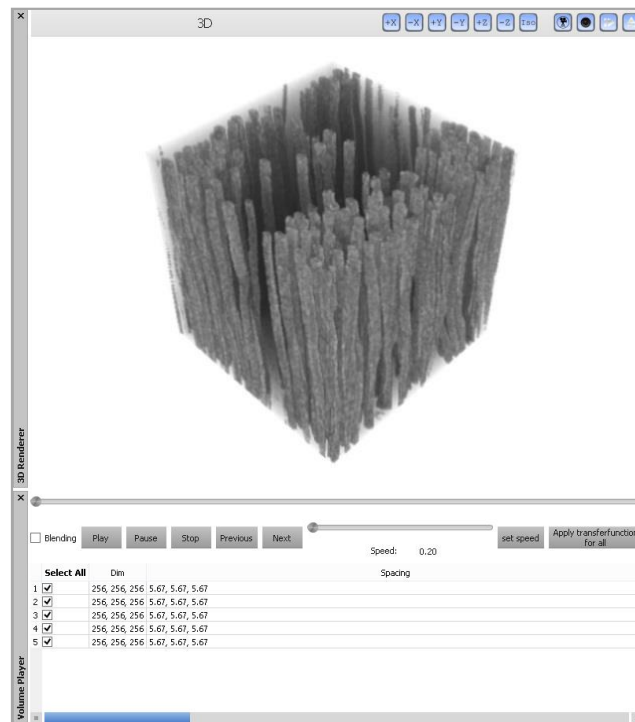 3D
+X -X +Y -Y +Z -Z Iso
3D Renderer
Blending Play Pause Stop Previous Next Speed: 0.20 set speed Apply transferfunction for all
Select All Dim Spacing
1 256, 256, 256 5.67, 5.67, 5.67
2 256, 256, 256 5.67, 5.67, 5.67
3 256, 256, 256 5.67, 5.67, 5.67
4 256, 256, 256 5.67, 5.67, 5.67
5 256, 256, 256 5.67, 5.67, 5.67
Volume Player